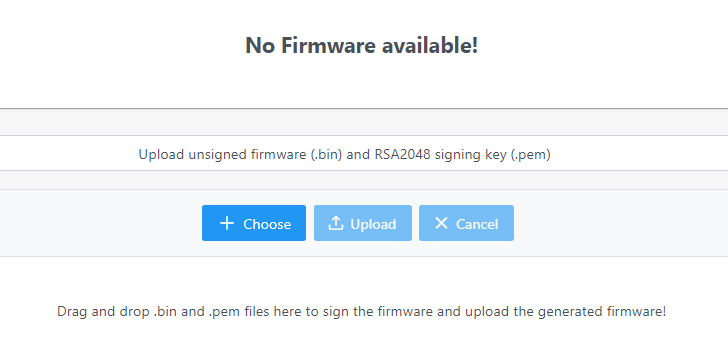 No Firmware available!
Upload unsigned firmware (.bin) and RSA2048 signing key (.pem)
Choose
Upload
Cancel
Drag and drop .bin and .pem files here to sign the firmware and upload the generated firmware!